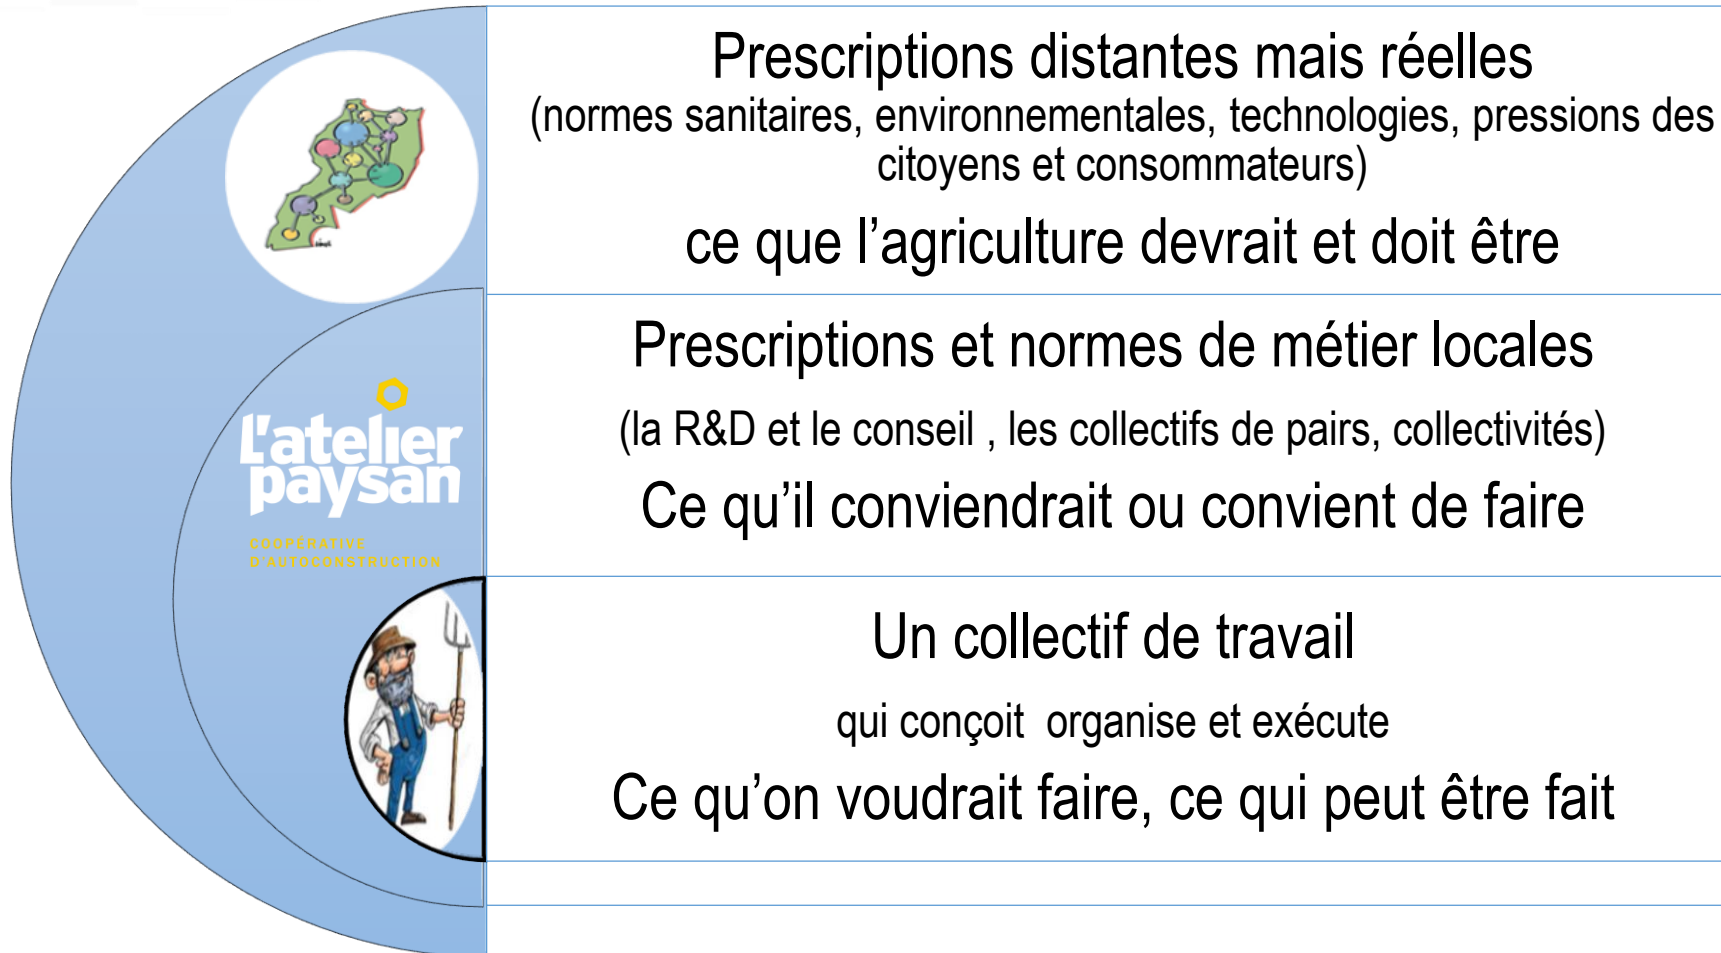 Prescriptions distantes mais réelles
(normes sanitaires, environnementales, technologies, pressions des
citoyens et consommateurs)
ce que l’agriculture devrait et doit être
Prescriptions et normes de métier locales
(la R&D et le conseil , les collectifs de pairs, collectivités)
Ce qu’il conviendrait ou convient de faire
L'atelier
paysan
COOPÉRATIVE
D'AUTOCONSTRUCTION
Un collectif de travail
qui conçoit  organise et exécute
Ce qu’on voudrait faire, ce qui peut être fait